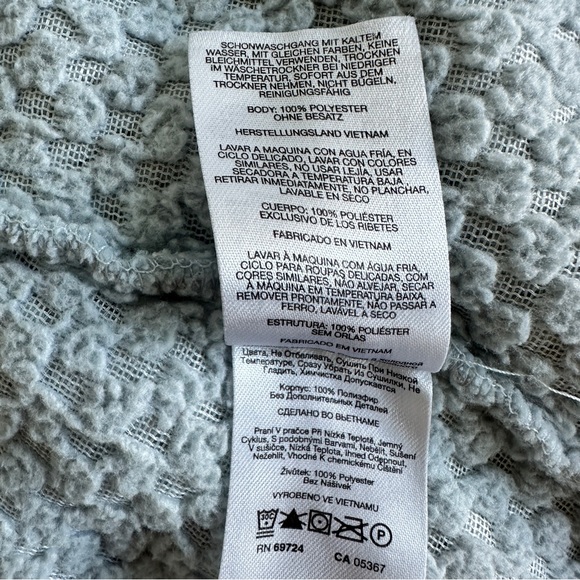 SCHONWASCHGANG MIT KALTEM
WASSER, MIT GLEICHEN FARBEN, KEINE
BLEICHMITTEL VERWENDEN, TROCKNEN
IM WÄSCHETROCKNER BEI NIEDRIGER
TEMPERATUR, SOFORT AUS DEM
TROCKNER NEHMEN, NICHT BÜGELN,
REINIGUNGSFÄHIG
BODY: 100% POLYESTER
OHNE BESATZ
HERSTELLUNGSLAND VIETNAM
LAVAR A MAQUINA CON AGUA FRÍA, EN
CICLO DELICADO, LAVAR CON COLORES
SIMILARES, NO USAR LEJÍA, USAR
SECADORA A TEMPERATURA BAJA,
RETIRAR INMEDIATAMENTE, NO PLANCHAR,
LAVABLE EN SECO
CUERPO: 100% POLIÉSTER
EXCLUSIVO DE LOS RIBETES
FABRICADO EN VIETNAM
LAVAR À MAQUINA COM ÁGUA FRIA,
CICLO PARA ROUPAS DELICADAS, COM
CORES SIMILARES, NÃO ALVEJAR, SECAR
À MÁQUINA EM TEMPERATURA BAIXA,
REMOVER PRONTAMENTE, NÃO PASSAR A
FERRO, LAVÁVEL A SECO
ESTRUTURA: 100% POLIÉSTER
SEM ORLAS
FABRICADO EM VIETNAM
Цвета, Не Отбеливать, Сушить При Низкой
Температуре, Сразу Убрать Из Сушилки, Не
Гладить, Химчистка Допускается
Корпус: 100% Полиэфир
Без Дополнительных Деталей
СДЕЛАНО ВО ВЬЕТНАМЕ
Praní V pračce Při Nízké Teplotě, Jemný
Cyklus, S podobnými Barvami, Nebělit, Sušení
V sušičce, Nízká Teplota, Ihned Odepnout,
Nežehlit, Vhodné K chemickému Čištění
Živůtek: 100% Polyester
Bez Nášivek
VYROBENO VE VIETNAMU
30C P
RN 69724 CA 05367